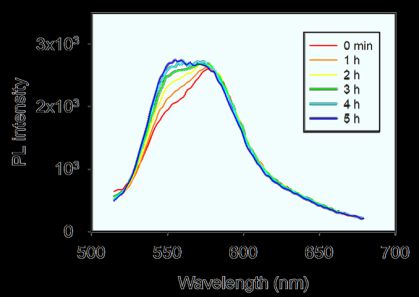 3x10³
2x10³
10³
0
PL intensity
500
550
600
650
700
Wavelength (nm)
0 min
1 h
2 h
3 h
4 h
5 h